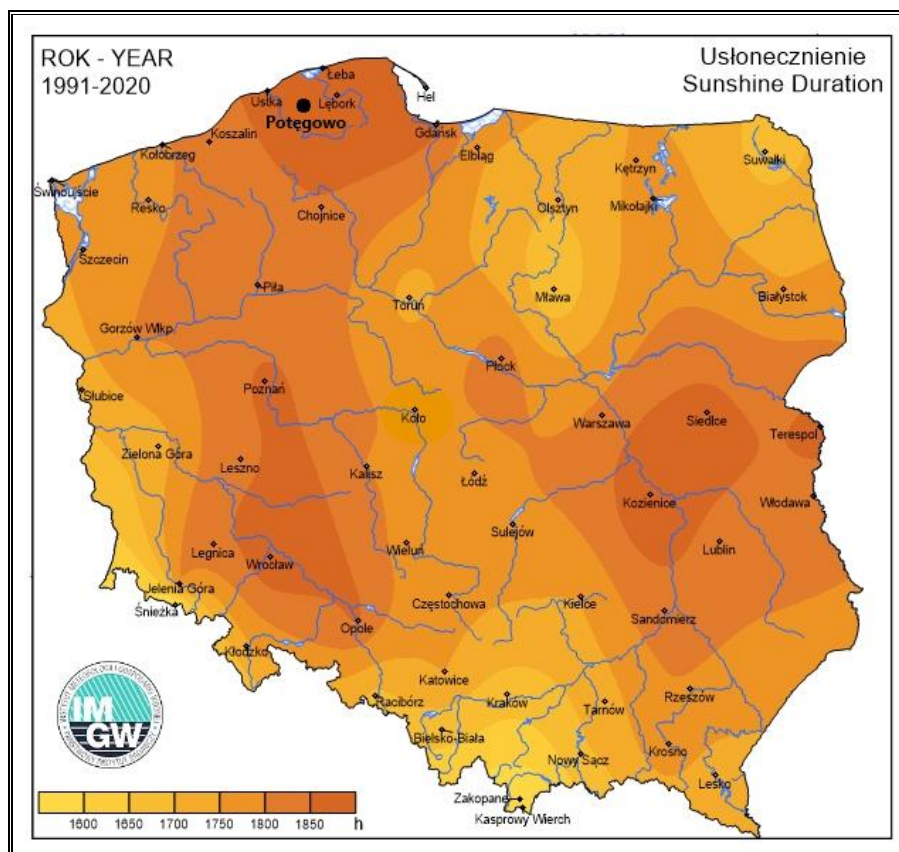 ROK - YEAR
1991-2020
Usłonecznienie
Sunshine Duration
Łeba
Ustka
Lębork
Hel
Potęgowo
Gdańsk
Koszalin
Kołobrzeg
Elbląg
Kętrzyn
Suwałki
Świnoujście
Resko
Chojnice
Olsztyn
Mikołajki
Szczecin
Piła
Toruń
Mława
Białystok
Gorzów Wlkp
Płock
Słubice
Poznań
Koło
Warszawa
Siedlce
Terespol
Zielona Góra
Leszno
Kalisz
Łódź
Kozienice
Włodawa
Sulejów
Legnica
Wrocław
Wieluń
Lublin
Jelenia Góra
Śnieżka
Częstochowa
Kielce
Sandomierz
Opole
Kłodzko
Katowice
Racibórz
Kraków
Tarnów
Rzeszów
Bielsko-Biała
Nowy Sącz
Krosno
Lesko
Zakopane
Kasprowy Wierch
IM
GW
1600 1650 1700 1750 1800 1850 h